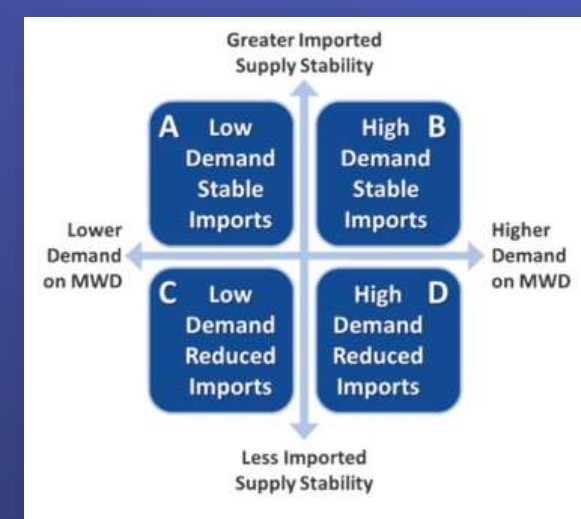 Greater Imported
Supply Stability
A Low
Demand
Stable
Imports
High B
Demand
Stable
Imports
Lower
Demand
on MWD
Higher
Demand
on MWD
C Low
Demand
Reduced
Imports
High D
Demand
Reduced
Imports
Less Imported
Supply Stability